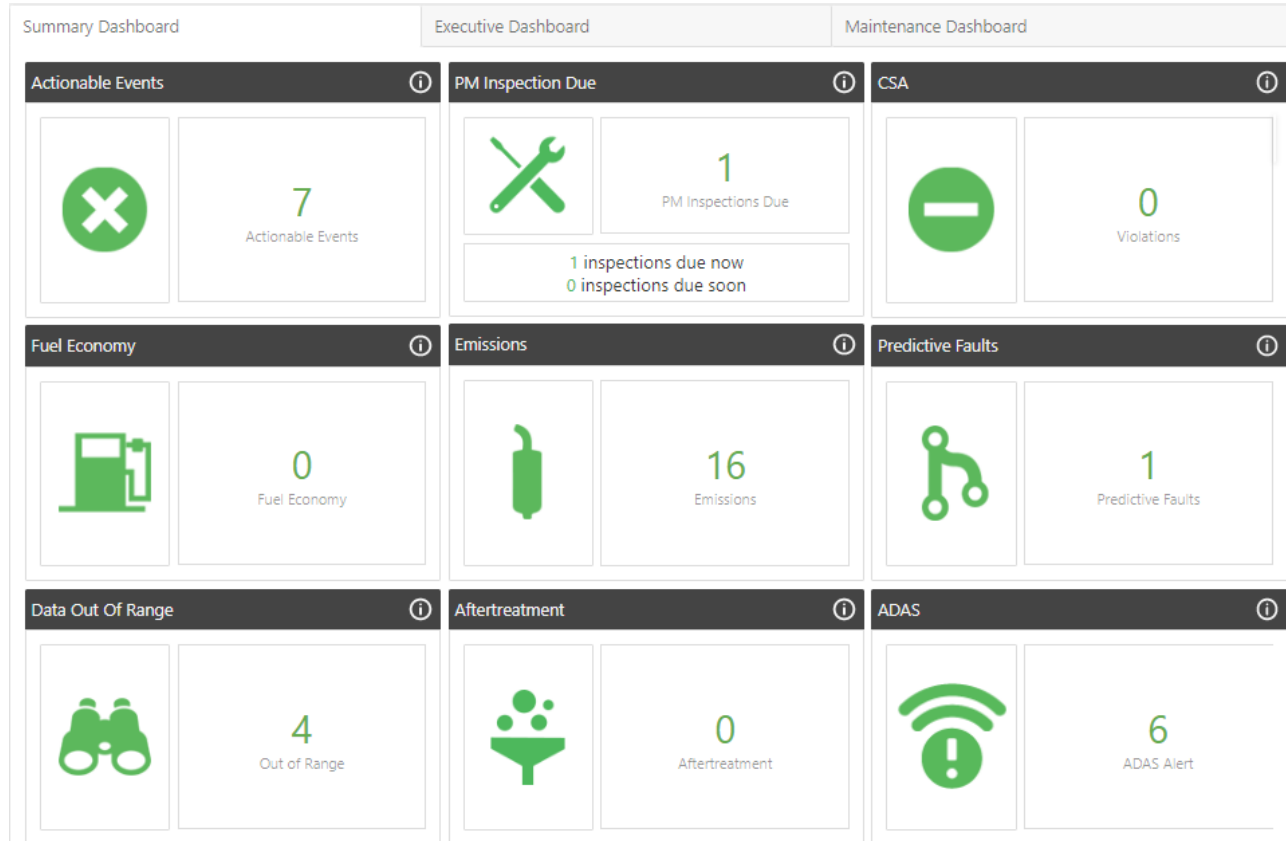 Summary Dashboard
Executive Dashboard
Maintenance Dashboard
Actionable Events
7
Actionable Events
PM Inspection Due
1
PM Inspections Due
1 inspections due now
0 inspections due soon
CSA
0
Violations
Fuel Economy
0
Fuel Economy
Emissions
16
Emissions
Predictive Faults
1
Predictive Faults
Data Out Of Range
4
Out of Range
Aftertreatment
0
Aftertreatment
ADAS
6
ADAS Alert